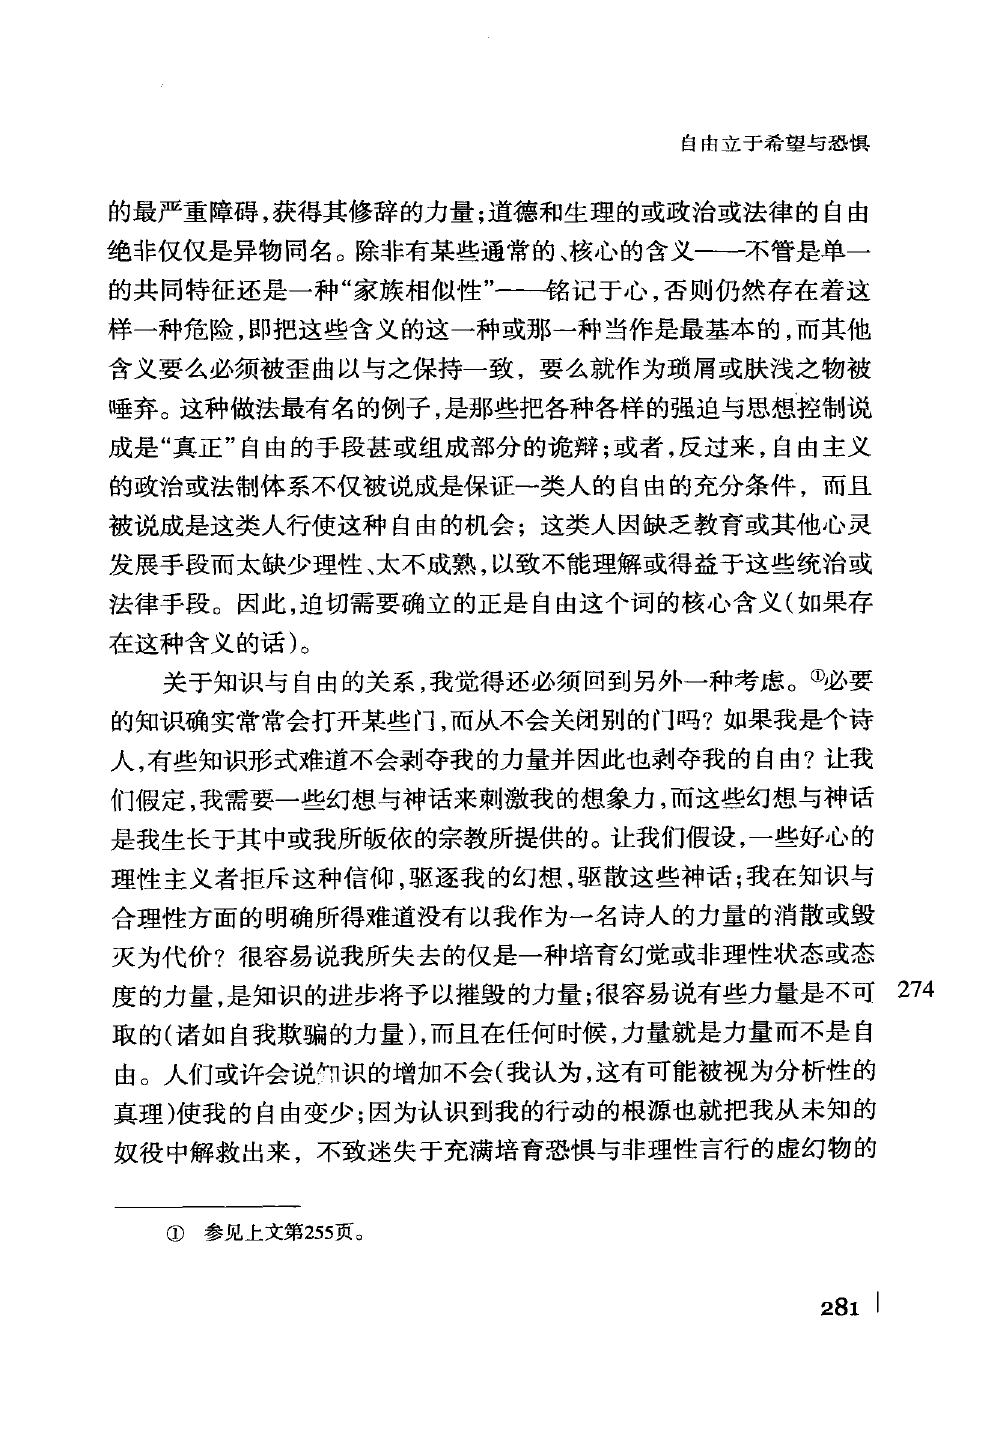 自由立于希望与恐惧
的最严重障碍,获得其修辞的力量;道德和生理的或政治或法律的自由
绝非仅仅是异物同名。除非有某些通常的、核心的含义——不管是单一
的共同特征还是一种“家族相似性”——铭记于心,否则仍然存在着这
样一种危险,即把这些含义的这一种或那一种当作是最基本的,而其他
含义要么必须被歪曲以与之保持一致,要么就作为琐屑或肤浅之物被
唾弃。这种做法最有名的例子,是那些把各种各样的强迫与思想控制说
成是“真正”自由的手段甚或组成部分的诡辩;或者,反过来,自由主义
的政治或法制体系不仅被说成是保证一类人的自由的充分条件,而且
被说成是这类人行使这种自由的机会;这类人因缺乏教育或其他心灵
发展手段而太缺少理性、太不成熟,以致不能理解或得益于这些统治或
法律手段。因此,迫切需要确立的正是自由这个词的核心含义(如果存
在这种含义的话)。
关于知识与自由的关系,我觉得还必须回到另外一种考虑。①必要
的知识确实常常会打开某些门,而从不会关闭别的门吗?如果我是个诗
人,有些知识形式难道不会剥夺我的力量并因此也剥夺我的自由?让我
们假定,我需要一些幻想与神话来刺激我的想象力,而这些幻想与神话
是我生长于其中或我所皈依的宗教所提供的。让我们假设,一些好心的
理性主义者拒斥这种信仰,驱逐我的幻想,驱散这些神话;我在知识与
合理性方面的明确所得难道没有以我作为一名诗人的力量的消散或毁
灭为代价?很容易说我所失去的仅是一种培育幻觉或非理性状态或态
度的力量,是知识的进步将予以摧毁的力量;很容易说有些力量是不可 274
取的(诸如自我欺骗的力量),而且在任何时候,力量就是力量而不是自
由。人们或许会说知识的增加不会(我认为,这有可能被视为分析性的
真理)使我的自由变少;因为认识到我的行动的根源也就把我从未知的
奴役中解救出来,不致迷失于充满培育恐惧与非理性言行的虚幻物的
① 参见上文第255页。
281